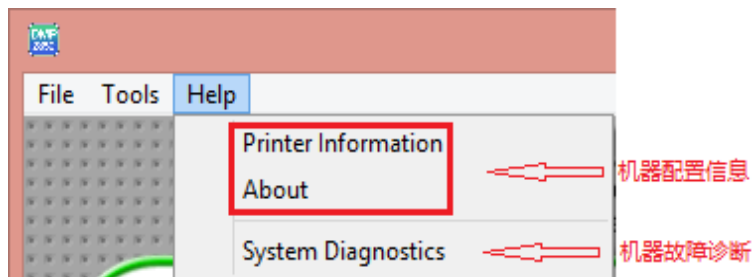 DMP
File Tools Help
Printer Information
About
机器配置信息
System Diagnostics
机器故障诊断